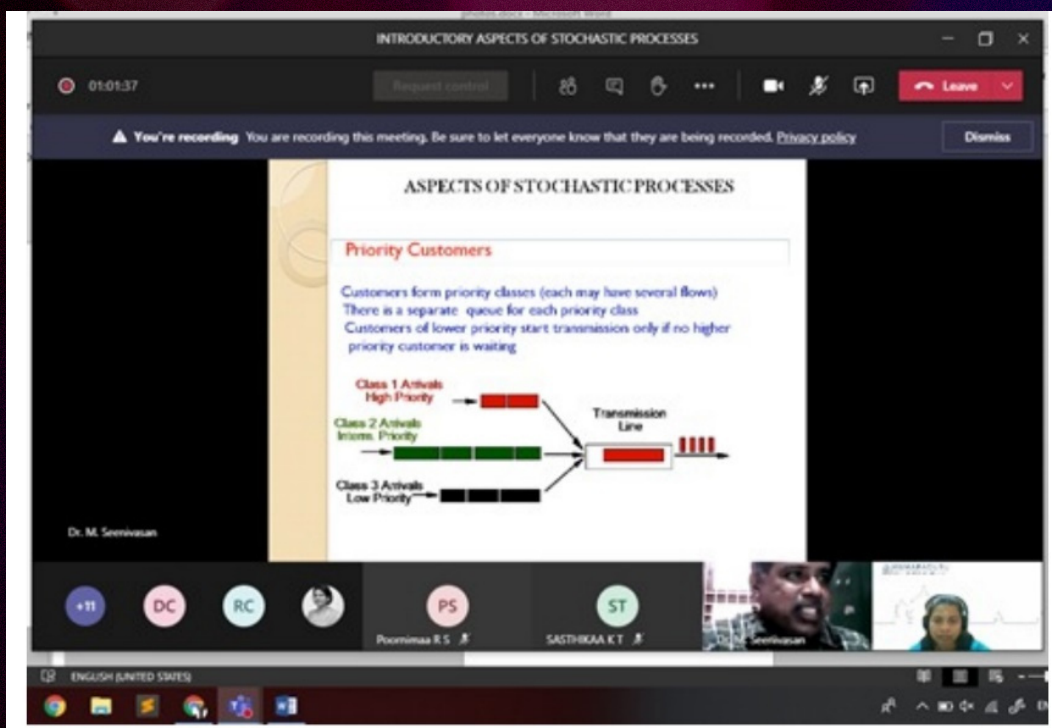 photos.docx - Microsoft Word
INTRODUCTORY ASPECTS OF STOCHASTIC PROCESSES
01:01:37
Request control
Leave
You're recording You are recording this meeting. Be sure to let everyone know that they are being recorded. Privacy policy
Dismiss
ASPECTS OF STOCHASTIC PROCESSES
Priority Customers
Customers form priority classes (each may have several flows)
There is a separate queue for each priority class
Customers of lower priority start transmission only if no higher
priority customer is waiting
Class 1 Arrivals
High Priority
Class 2 Arrivals
Interm. Priority
Class 3 Arrivals
Low Priority
Transmission
Line
Dr. M. Seenivasan
+11
DC
RC
PS
Poornimaa R S
ST
SASTHIKAA K T
Dr. M. Seenivasan
ENGLISH (UNITED STATES)